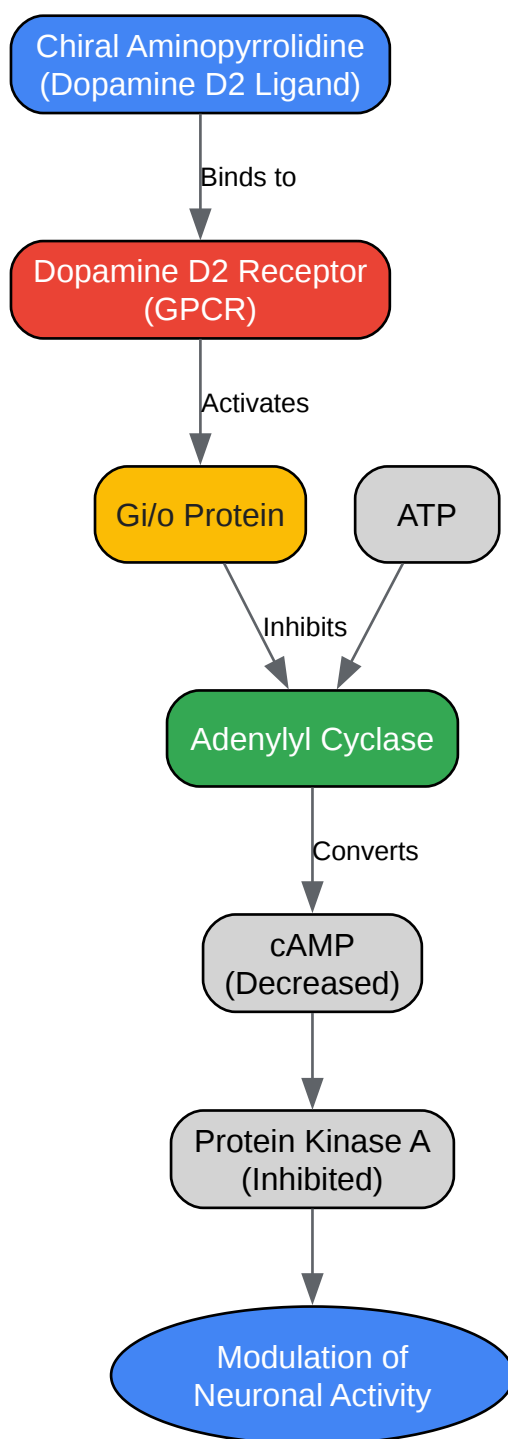 Chiral Aminopyrrolidine
(Dopamine D2 Ligand)
Binds to
Dopamine D2 Receptor
(GPCR)
Activates
Gi/o Protein
ATP
Inhibits
Adenylyl Cyclase
Converts
cAMP
(Decreased)
Protein Kinase A
(Inhibited)
Modulation of
Neuronal Activity